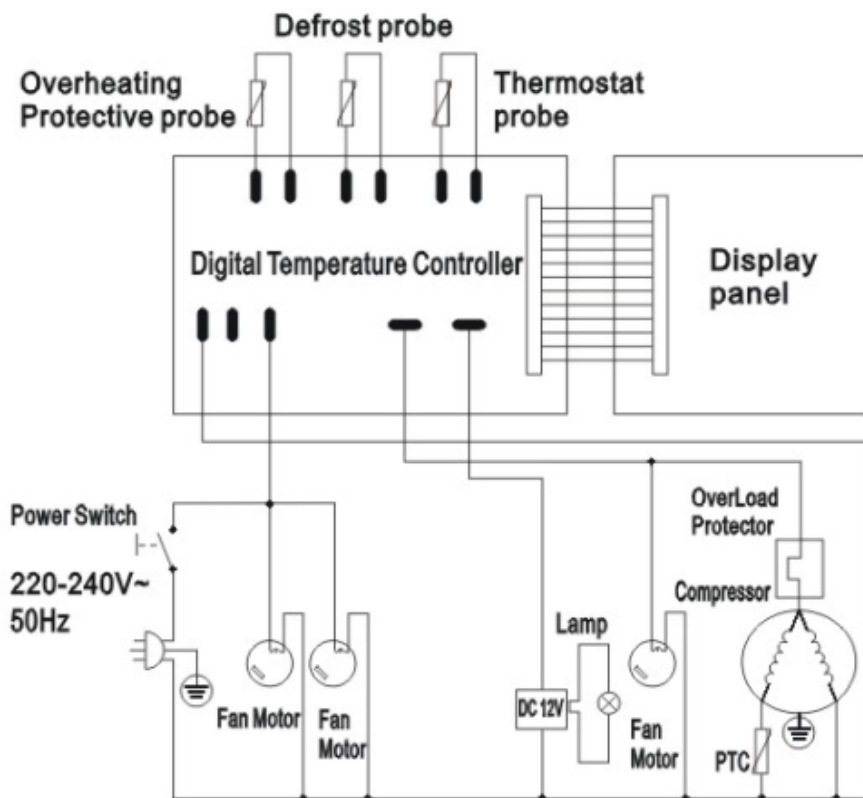 Defrost probe
Overheating
Protective probe
Thermostat
probe
Digital Temperature Controller
Display
panel
Power Switch
220-240V~
50Hz
OverLoad
Protector
Compressor
Lamp
DC 12V
Fan Motor
Fan
Motor
Fan
Motor
PTC